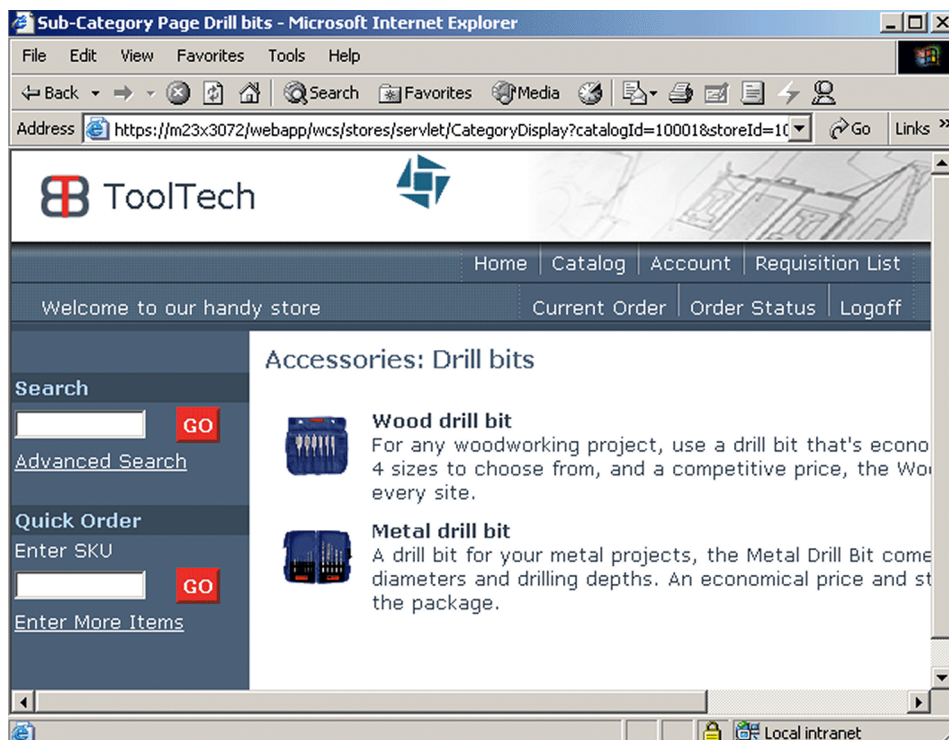 Sub-Category Page Drill bits - Microsoft Internet Explorer
File Edit View Favorites Tools Help
Back Search Favorites Media
Address https://m23x3072/webapp/wcs/stores/servlet/CategoryDisplay?catalogId=10001&storeId=10 Go Links »
ToolTech
Home Catalog Account Requisition List
Welcome to our handy store Current Order Order Status Logoff
Accessories: Drill bits
Search
GO
Advanced Search
Wood drill bit
For any woodworking project, use a drill bit that's econo
4 sizes to choose from, and a competitive price, the Wo
every site.
Quick Order
Enter SKU
GO
Enter More Items
Metal drill bit
A drill bit for your metal projects, the Metal Drill Bit come
diameters and drilling depths. An economical price and st
the package.
Local intranet